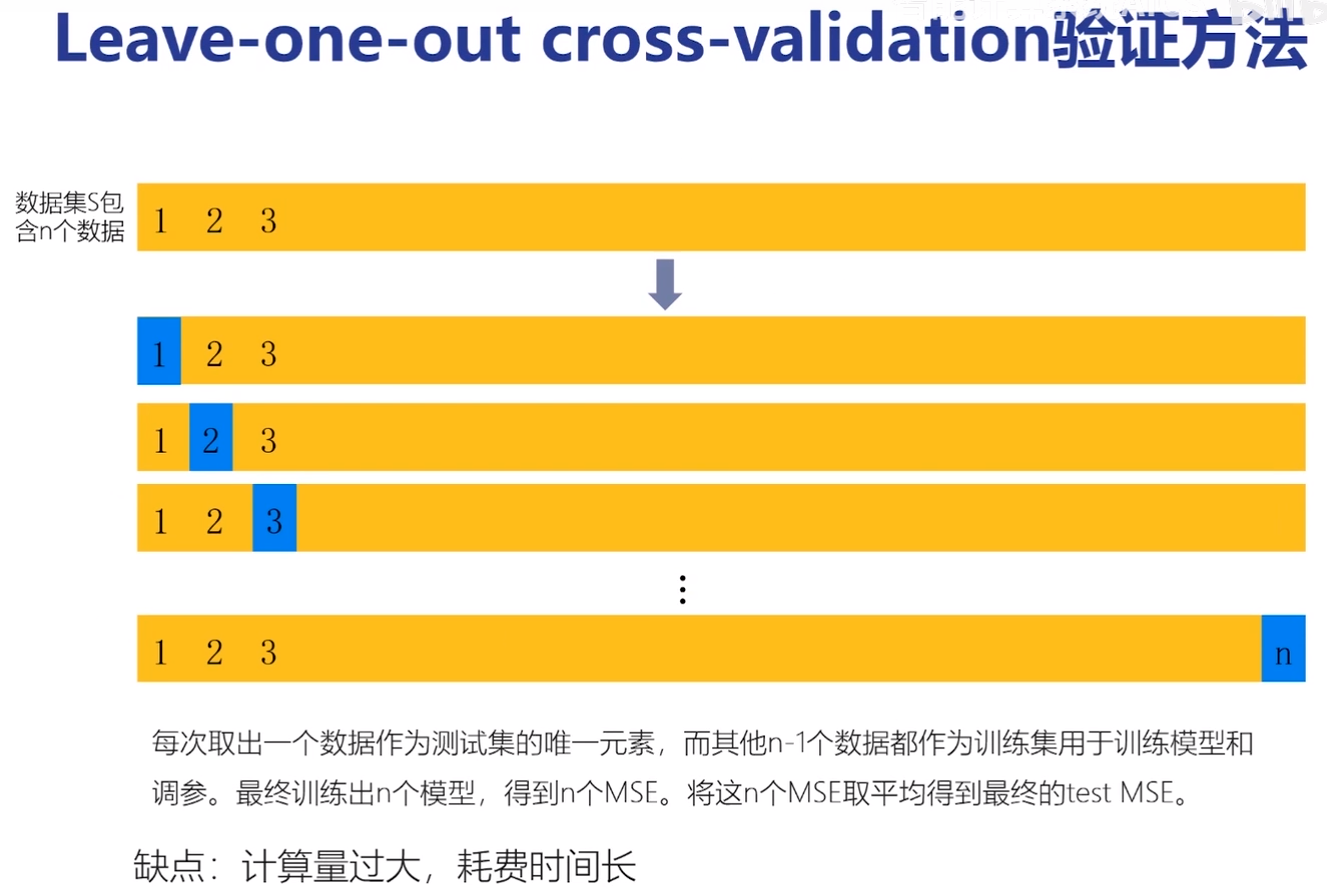 Leave-one-out cross-validation验证方法
数据集S包
含n个数据
1 2 3
1 2 3
1 2 3
1 2 3
1 2 3 n
每次取出一个数据作为测试集的唯一元素，而其他n-1个数据都作为训练集用于训练模型和
调参。最终训练出n个模型，得到n个MSE。将这n个MSE取平均得到最终的test MSE。
缺点：计算量过大，耗费时间长